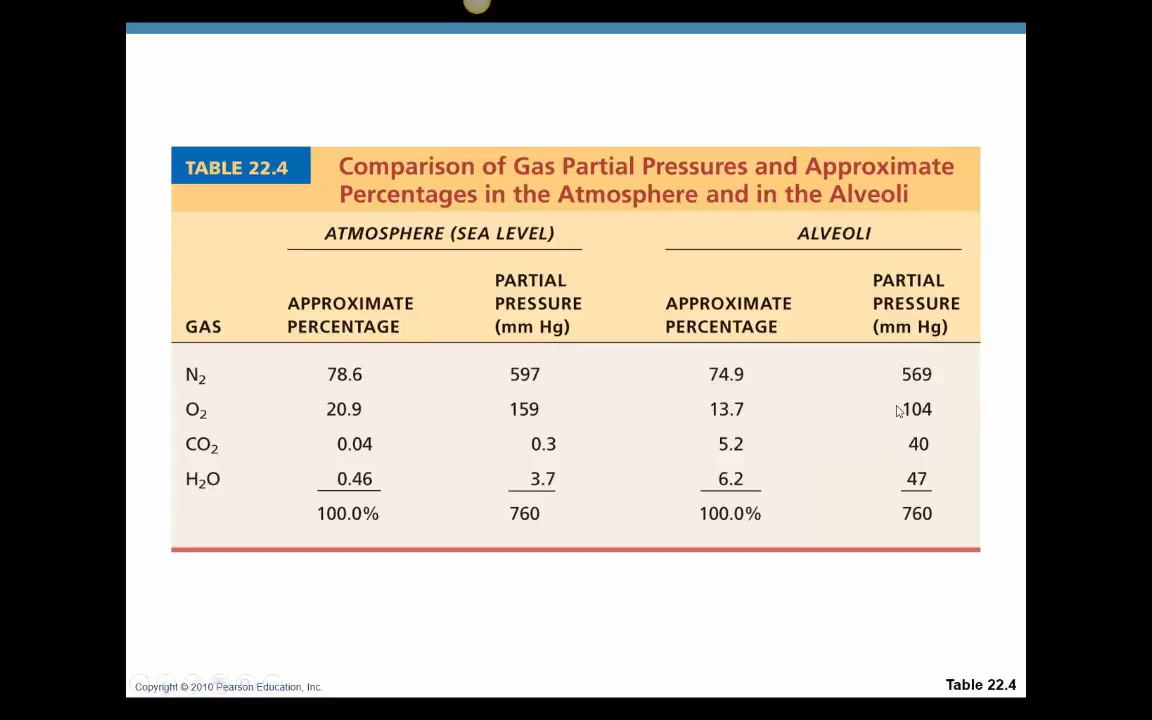 TABLE 22.4
Comparison of Gas Partial Pressures and Approximate
Percentages in the Atmosphere and in the Alveoli
ATMOSPHERE (SEA LEVEL) ALVEOLI
PARTIAL PARTIAL
APPROXIMATE PRESSURE APPROXIMATE PRESSURE
GAS PERCENTAGE (mm Hg) PERCENTAGE (mm Hg)
N₂ 78.6 597 74.9 569
O₂ 20.9 159 13.7 104
CO₂ 0.04 0.3 5.2 40
H₂O 0.46 3.7 6.2 47
100.0% 760 100.0% 760
Copyright © 2010 Pearson Education, Inc.
Table 22.4